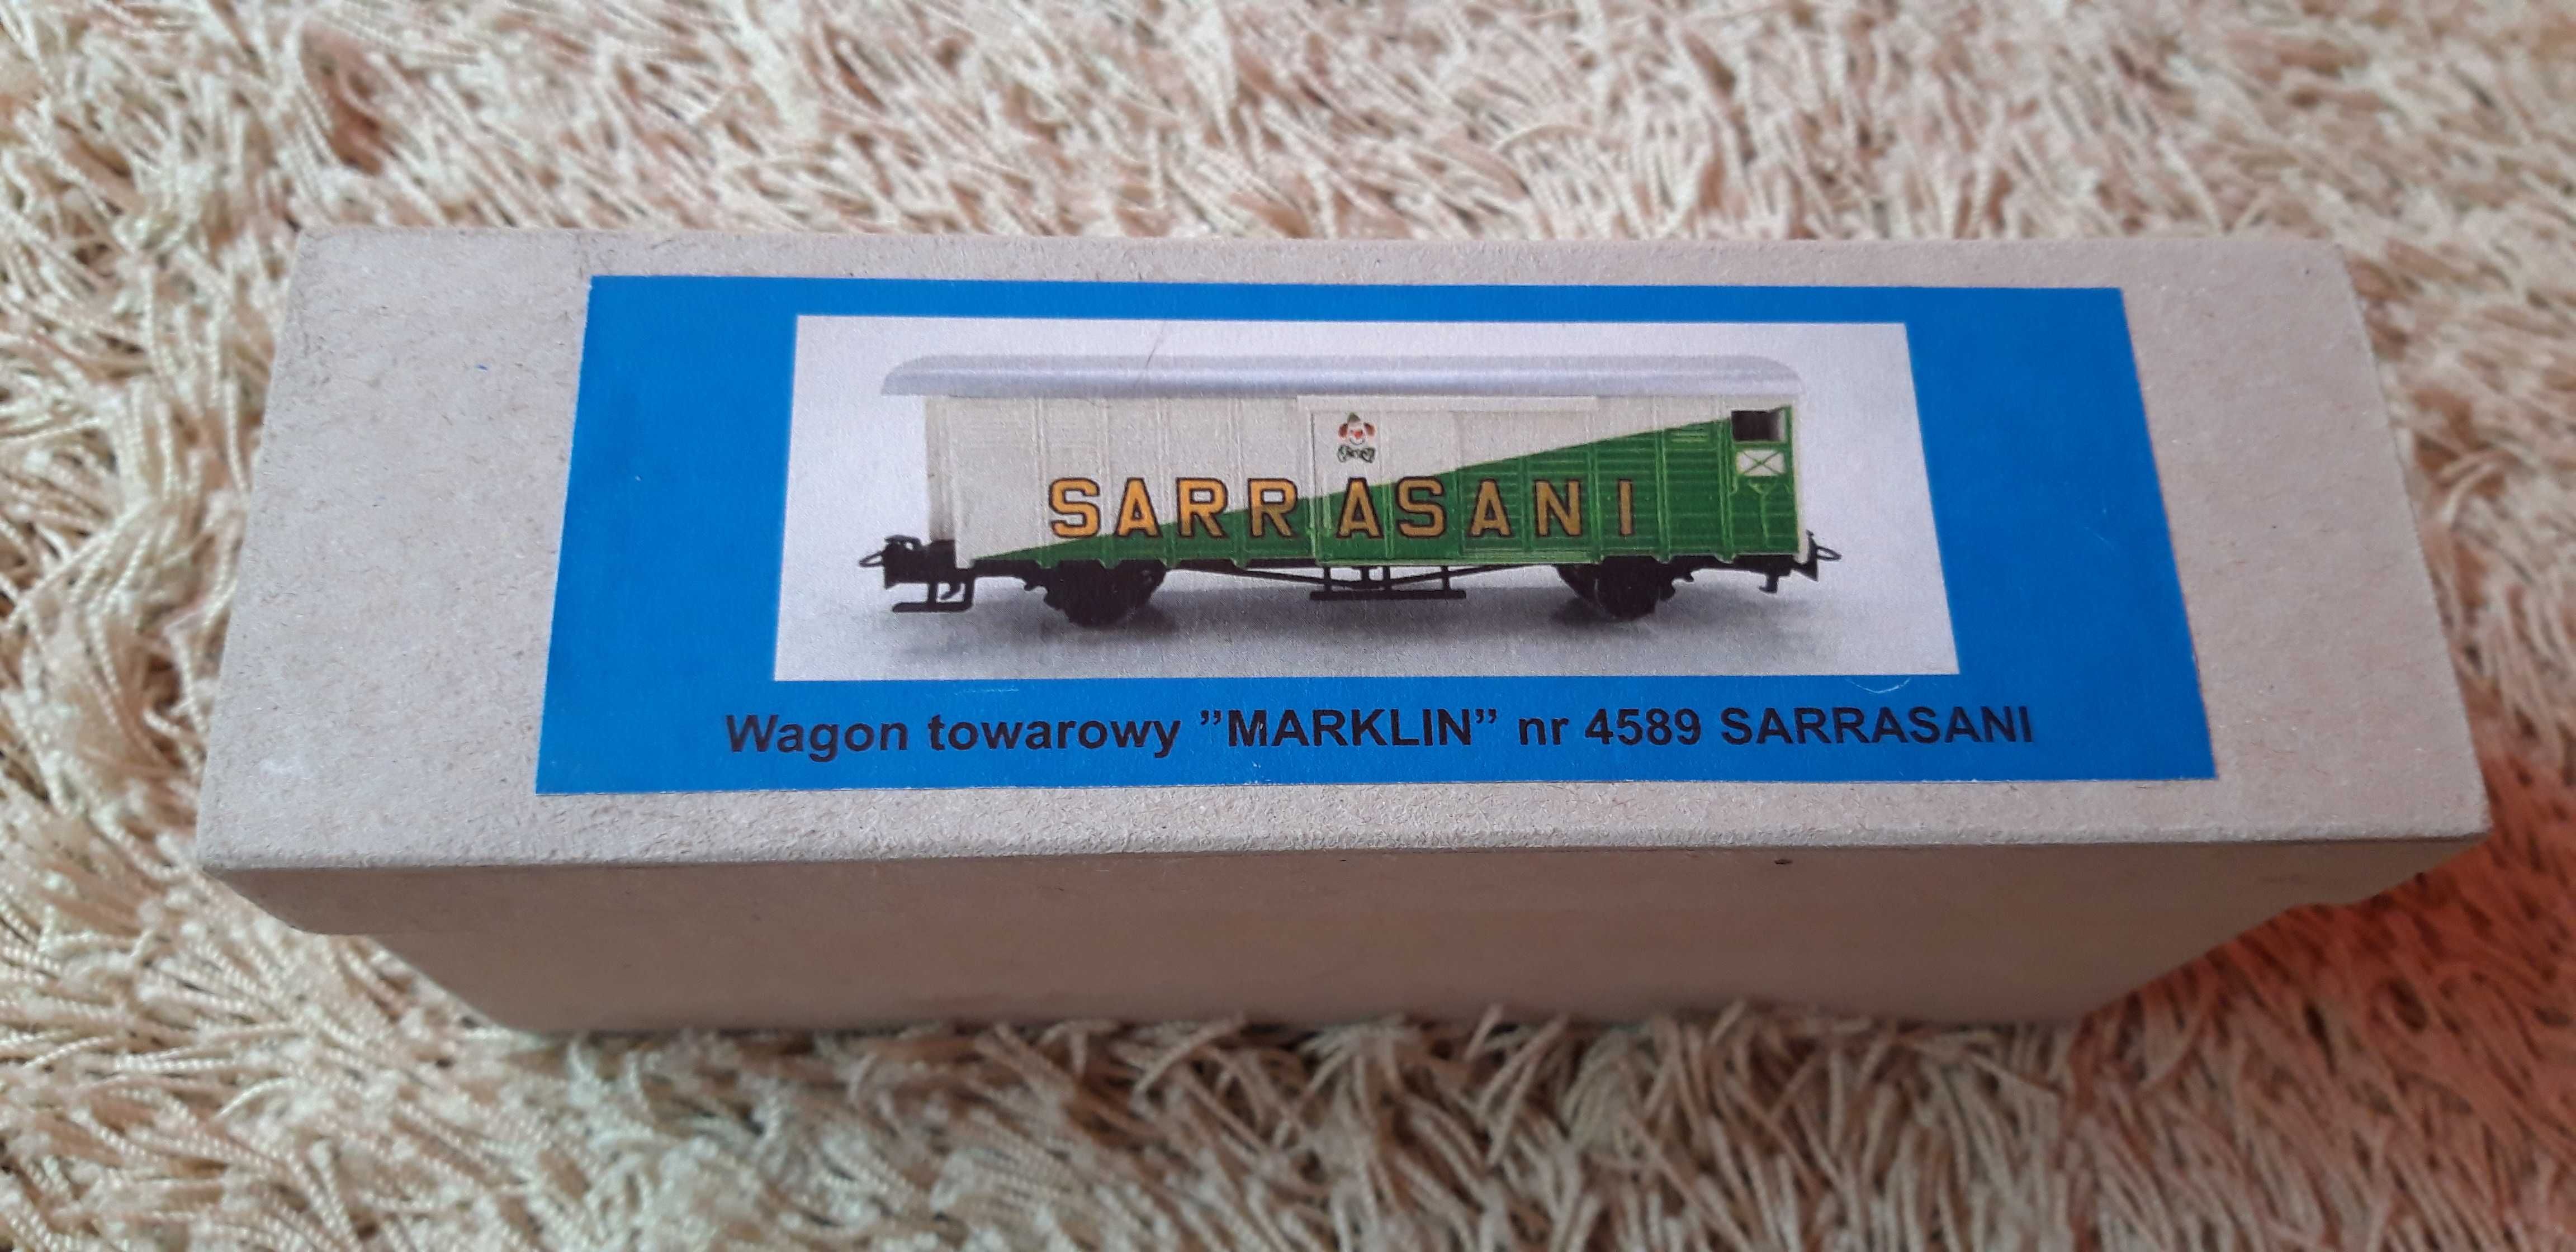 SARRASANI
Wagon towarowy ”MARKLIN” nr 4589 SARRASANI